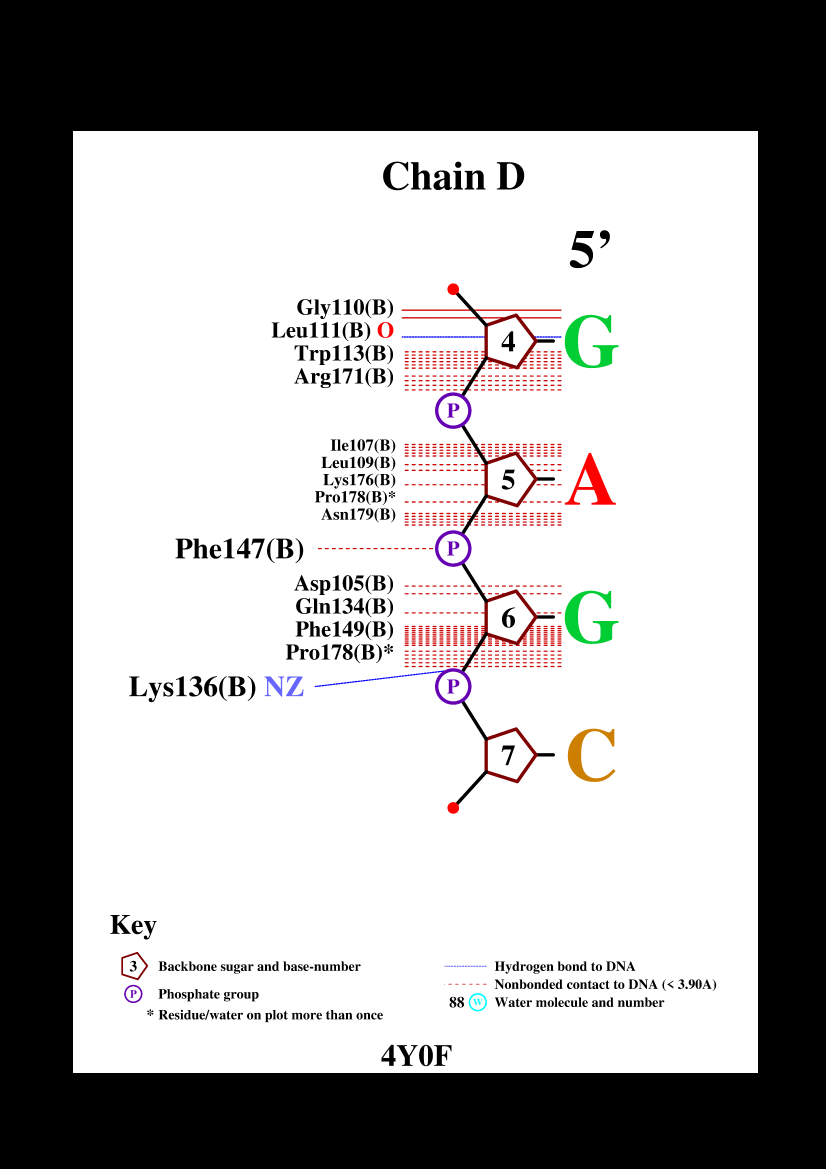 Chain D
5’
Gly110(B)
Leu111(B) O
Trp113(B)
Arg171(B)
4
G
P
Ile107(B)
Leu109(B)
Lys176(B)
Pro178(B)*
Asn179(B)
5
A
Phe147(B)
P
Asp105(B)
Gln134(B)
Phe149(B)
Pro178(B)*
6
G
Lys136(B) NZ
P
7
C
Key
3 Backbone sugar and base-number
P Phosphate group
* Residue/water on plot more than once
Hydrogen bond to DNA
Nonbonded contact to DNA (< 3.90A)
88 W Water molecule and number
4Y0F